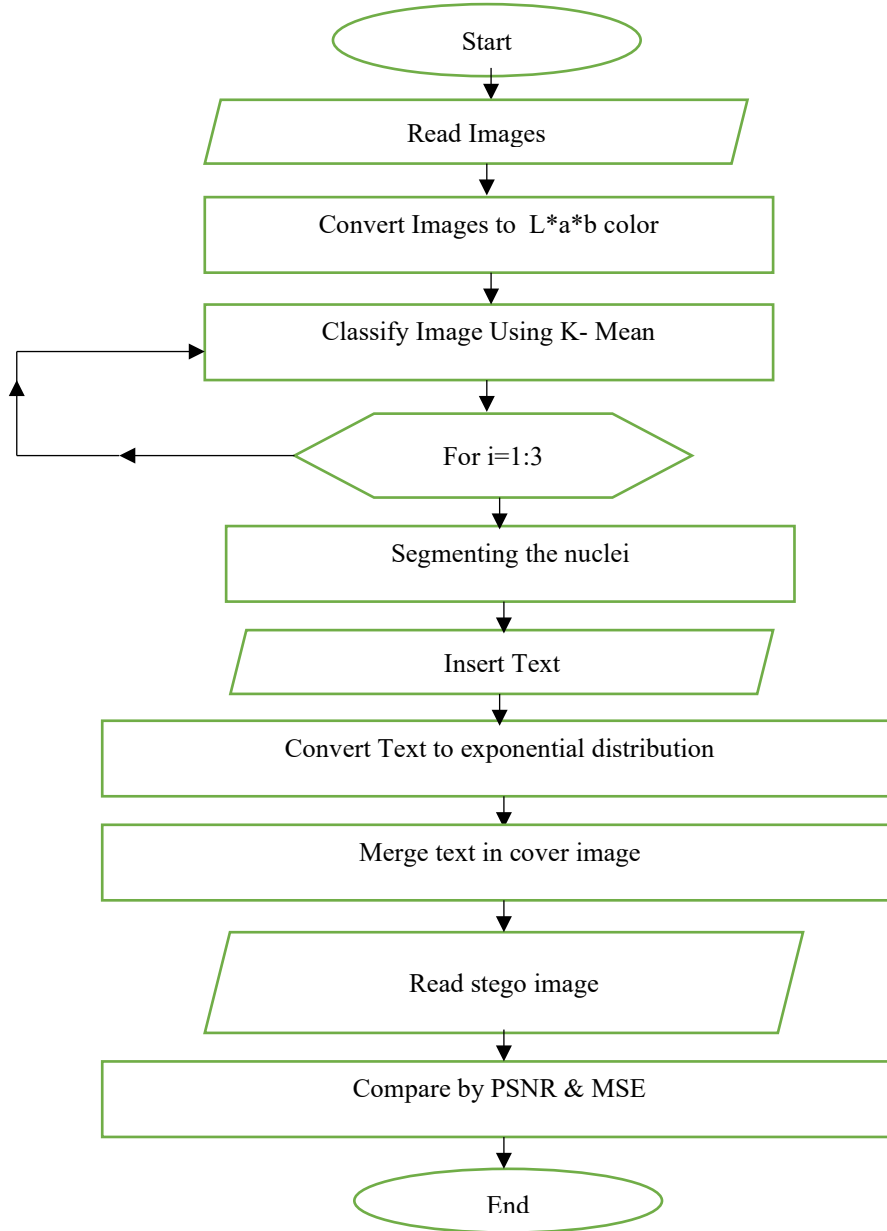 Start
Read Images
Convert Images to L*a*b color
Classify Image Using K- Mean
For i=1:3
Segmenting the nuclei
Insert Text
Convert Text to exponential distribution
Merge text in cover image
Read stego image
Compare by PSNR & MSE
End